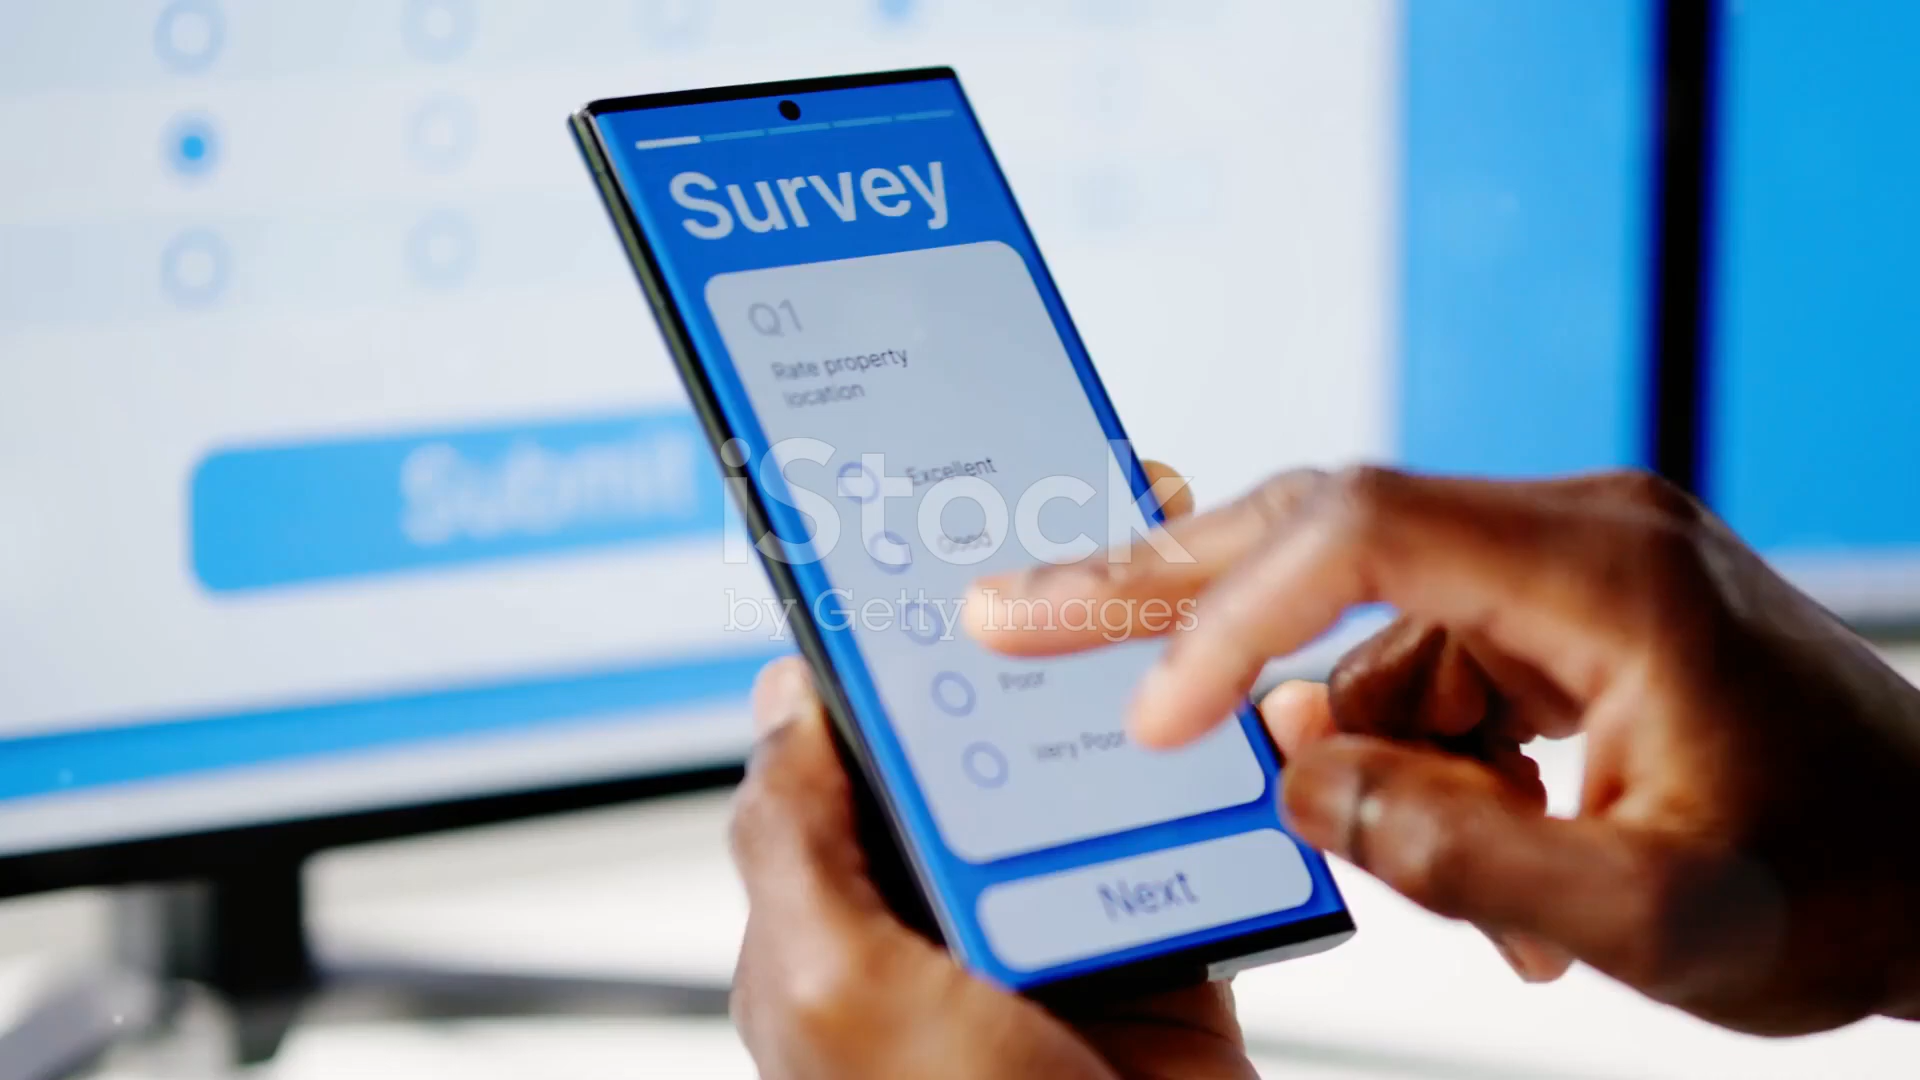 Survey
Q1
Rate property
location
Excellent
Good
Poor
Very Poor
Next
Submit
iStock
by Getty Images